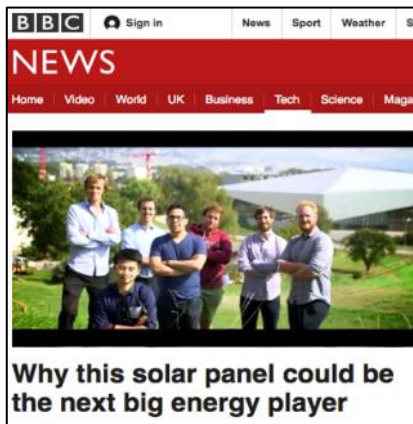 BBC Sign in News Sport Weather S
NEWS
Home Video World UK Business Tech Science Maga
Why this solar panel could be
the next big energy player